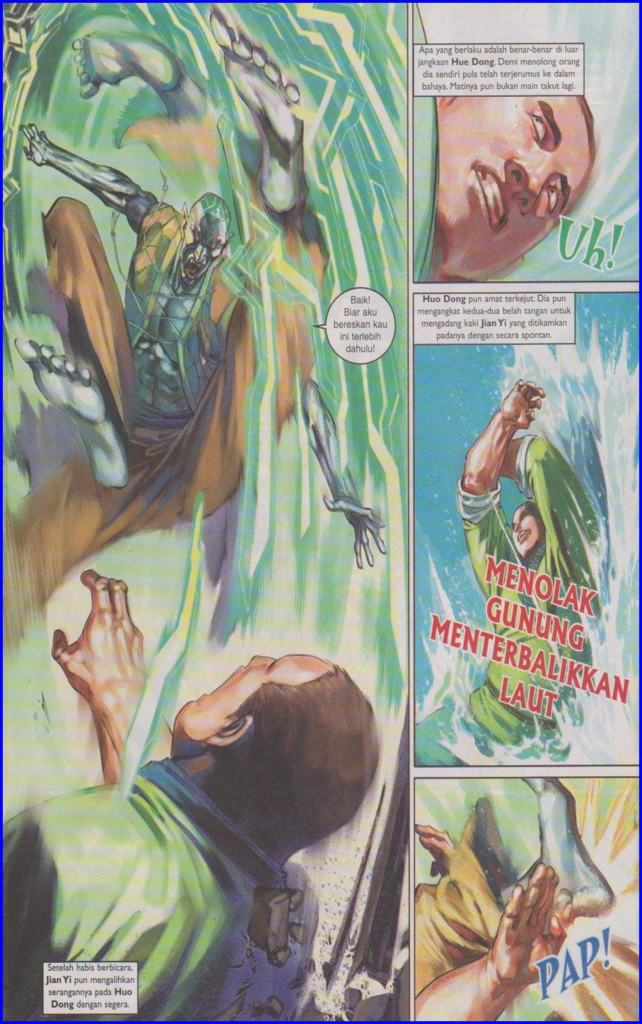 Baik!
Biar aku
bereskan kau
ini terlebih
dahulu!
Setelah habis berbicara,
Jian Yi pun mengalihkan
serangannya pada Huo
Dong dengan segera.
Apa yang berlaku adalah benar-benar di luar
jangkaan Hue Dong. Demi menolong orang
dia sendiri pula telah terjerumus ke dalam
bahaya. Matinya pun bukan main takut lagi.
Uh!
Huo Dong pun amat terkejut. Dia pun
mengangkat kedua-dua belah tangan untuk
mengadang kaki Jian Yi yang ditikamkan
padanya dengan secara spontan.
MENOLAK
GUNUNG
MENTERBALIKKAN
LAUT
PAP!